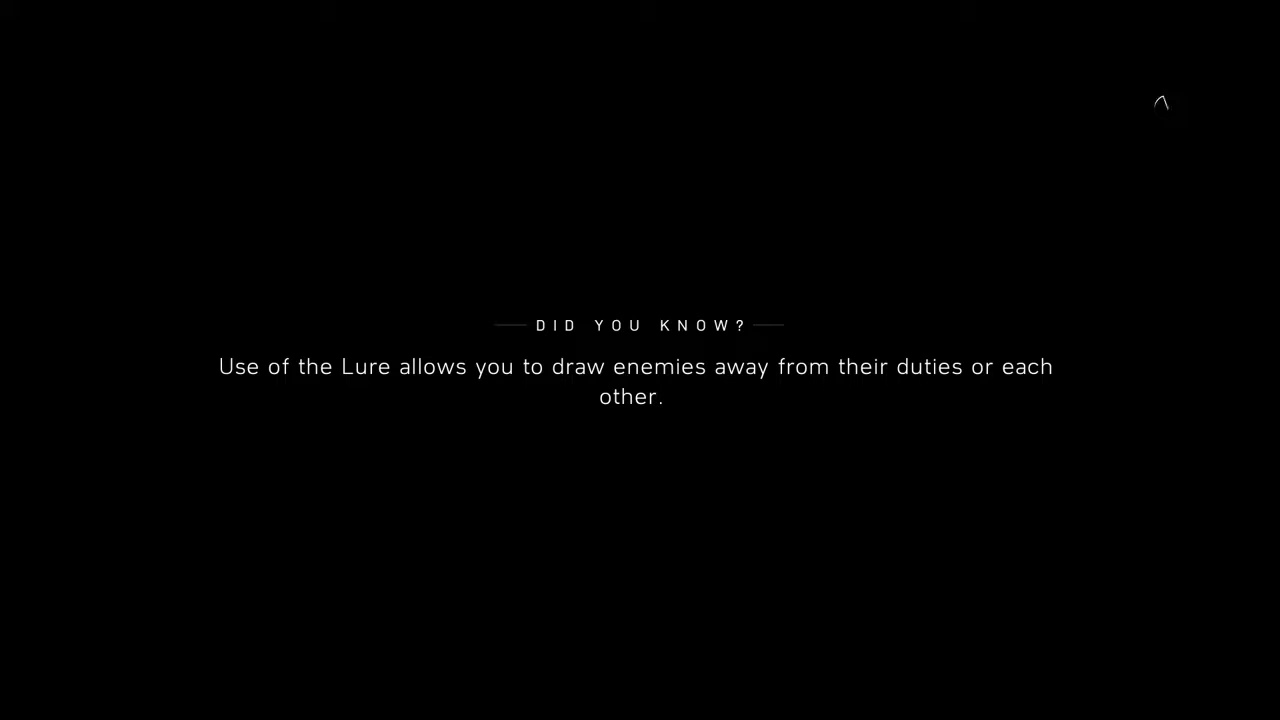 DID YOU KNOW?
Use of the Lure allows you to draw enemies away from their duties or each
other.